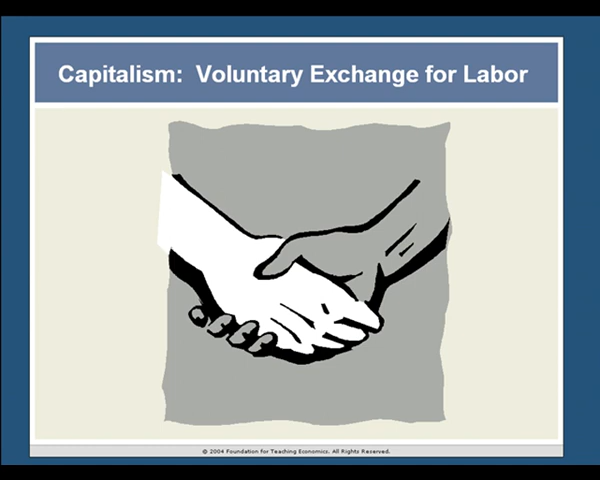 Capitalism: Voluntary Exchange for Labor
© 2004 Foundation for Teaching Economics. All Rights Reserved.